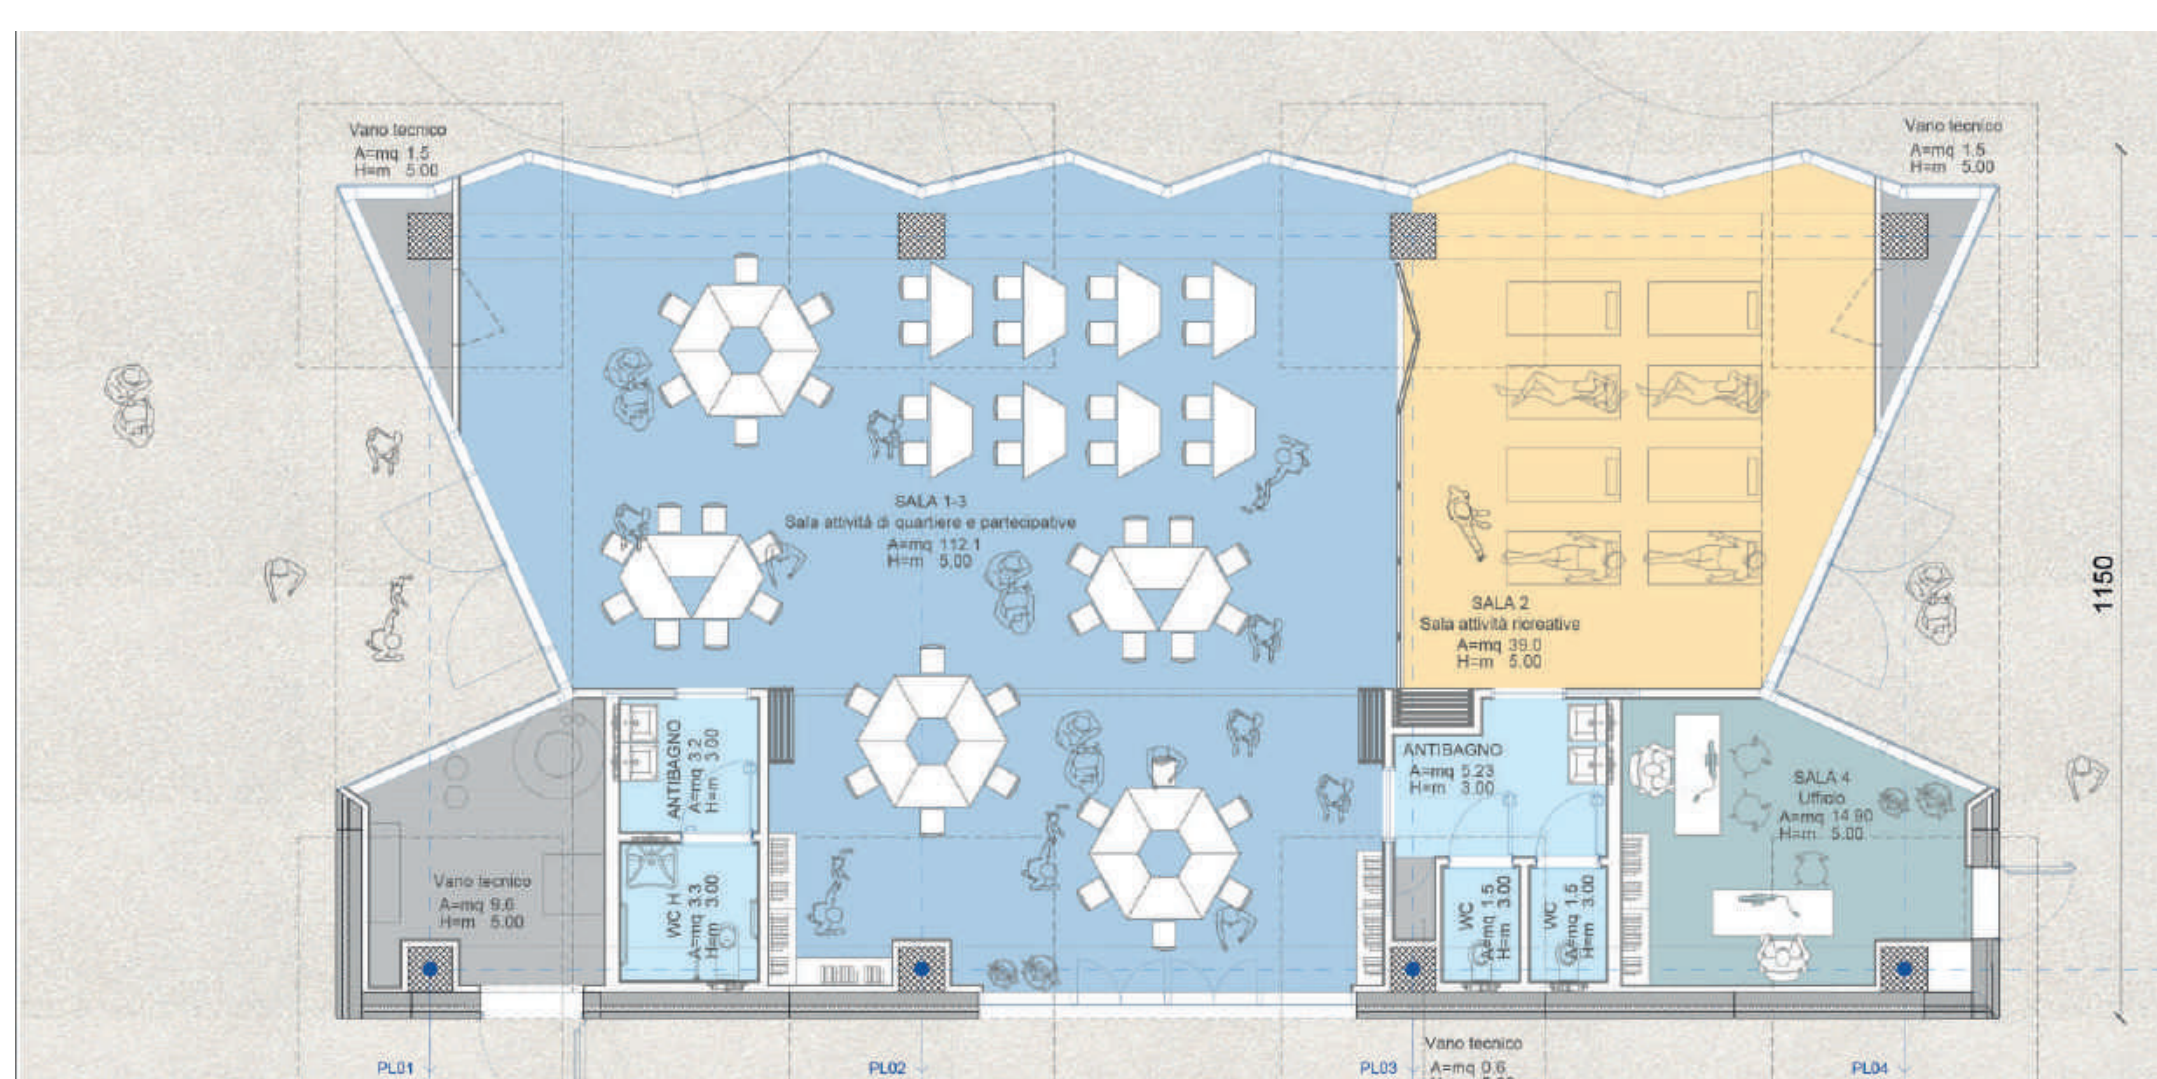 Vano tecnico
A=mq 1.5
H=m 5.00
Vano tecnico
A=mq 1.5
H=m 5.00
SALA 1-3
Sala attività di quartiere e partecipative
A=mq 112.1
H=m 5.00
SALA 2
Sala attività ricreative
A=mq 39.0
H=m 5.00
1150
ANTIBAGNO
A=mq 3.2
H=m 3.00
ANTIBAGNO
A=mq 5.23
H=m 3.00
SALA 4
Ufficio
A=mq 14.90
H=m 5.00
Vano tecnico
A=mq 9.6
H=m 5.00
WC H
A=mq 3.3
H=m 3.00
WC
A=mq 1.5
H=m 3.00
WC
A=mq 1.5
H=m 3.00
Vano tecnico
A=mq 0.6
PL01
PL02
PL03
PL04